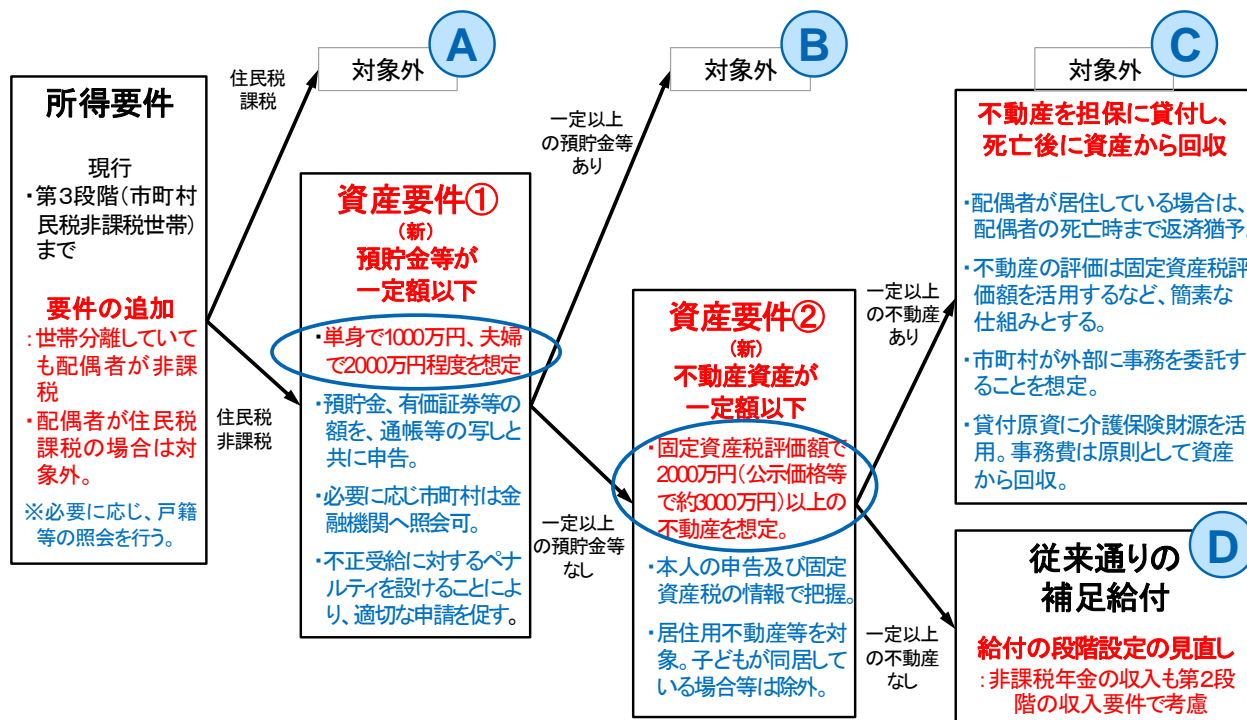 所得要件
現行
・第3段階(市町村
民税非課税世帯)
まで
要件の追加
:世帯分離していて
も配偶者が非課
税
・配偶者が住民税
課税の場合は対
象外。
※必要に応じ、戸籍
等の照会を行う。
住民税
課税
住民税
非課税
対象外
A
資産要件①
(新)
預貯金等が
一定額以下
・単身で1000万円、夫婦
で2000万円程度を想定
・預貯金、有価証券等の
額を、通帳等の写しと
共に申告。
・必要に応じ市町村は金
融機関へ照会可。
・不正受給に対するペナ
ルティを設けることによ
り、適切な申請を促す。
一定以上
の預貯金等
あり
一定以上
の預貯金等
なし
対象外
B
資産要件②
(新)
不動産資産が
一定額以下
・固定資産税評価額で
2000万円(公示価格等
で約3000万円)以上の
不動産を想定。
・本人の申告及び固定
資産税の情報で把握。
・居住用不動産等を対
象。子どもが同居して
いる場合等は除外。
一定以上
の不動産
あり
一定以上
の不動産
なし
対象外
C
不動産を担保に貸付し、
死亡後に資産から回収
・配偶者が居住している場合は、
配偶者の死亡時まで返済猶予。
・不動産の評価は固定資産税評
価額を活用するなど、簡素な
仕組みとする。
・市町村が外部に事務を委託す
ることを想定。
・貸付原資に介護保険財源を活
用。事務費は原則として資産
から回収。
D
従来通りの
補足給付
給付の段階設定の見直し
:非課税年金の収入も第2段
階の収入要件で考慮